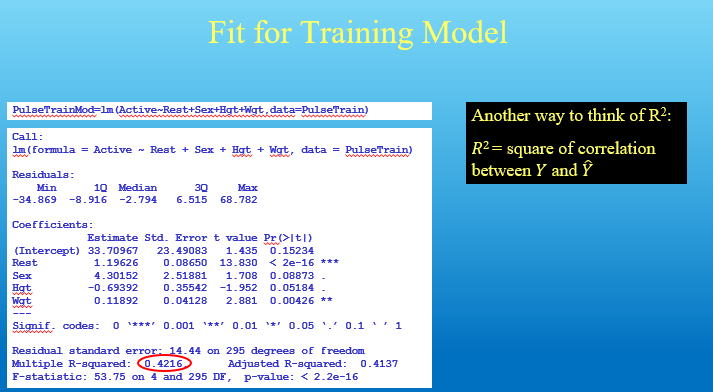 Fit for Training Model
PulseTrainMod=lm(Active~Rest+Sex+Hgt+Wgt,data=PulseTrain)
Call:
lm(formula = Active ~ Rest + Sex + Hgt + Wgt, data = PulseTrain)
Residuals:
Min 1Q Median 3Q Max
-34.869 -8.916 -2.794 6.515 68.782
Coefficients:
Estimate Std. Error t value Pr(>|t|)
(Intercept) 33.70967 23.49083 1.435 0.15234
Rest 1.19626 0.08650 13.830 < 2e-16 ***
Sex 4.30152 2.51881 1.708 0.08873 .
Hgt -0.69392 0.35542 -1.952 0.05184 .
Wgt 0.11892 0.04128 2.881 0.00426 **
---
Signif. codes: 0 ‘***’ 0.001 ‘**’ 0.01 ‘*’ 0.05 ‘.’ 0.1 ‘ ’ 1
Residual standard error: 14.44 on 295 degrees of freedom
Multiple R-squared: 0.4216, Adjusted R-squared: 0.4137
F-statistic: 53.75 on 4 and 295 DF, p-value: < 2.2e-16
Another way to think of R²:
R² = square of correlation
between Y and Ŷ